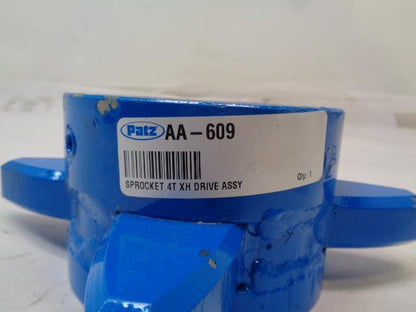 Patz AA-609
SPROCKET 4T XH DRIVE ASSY Qty: 1